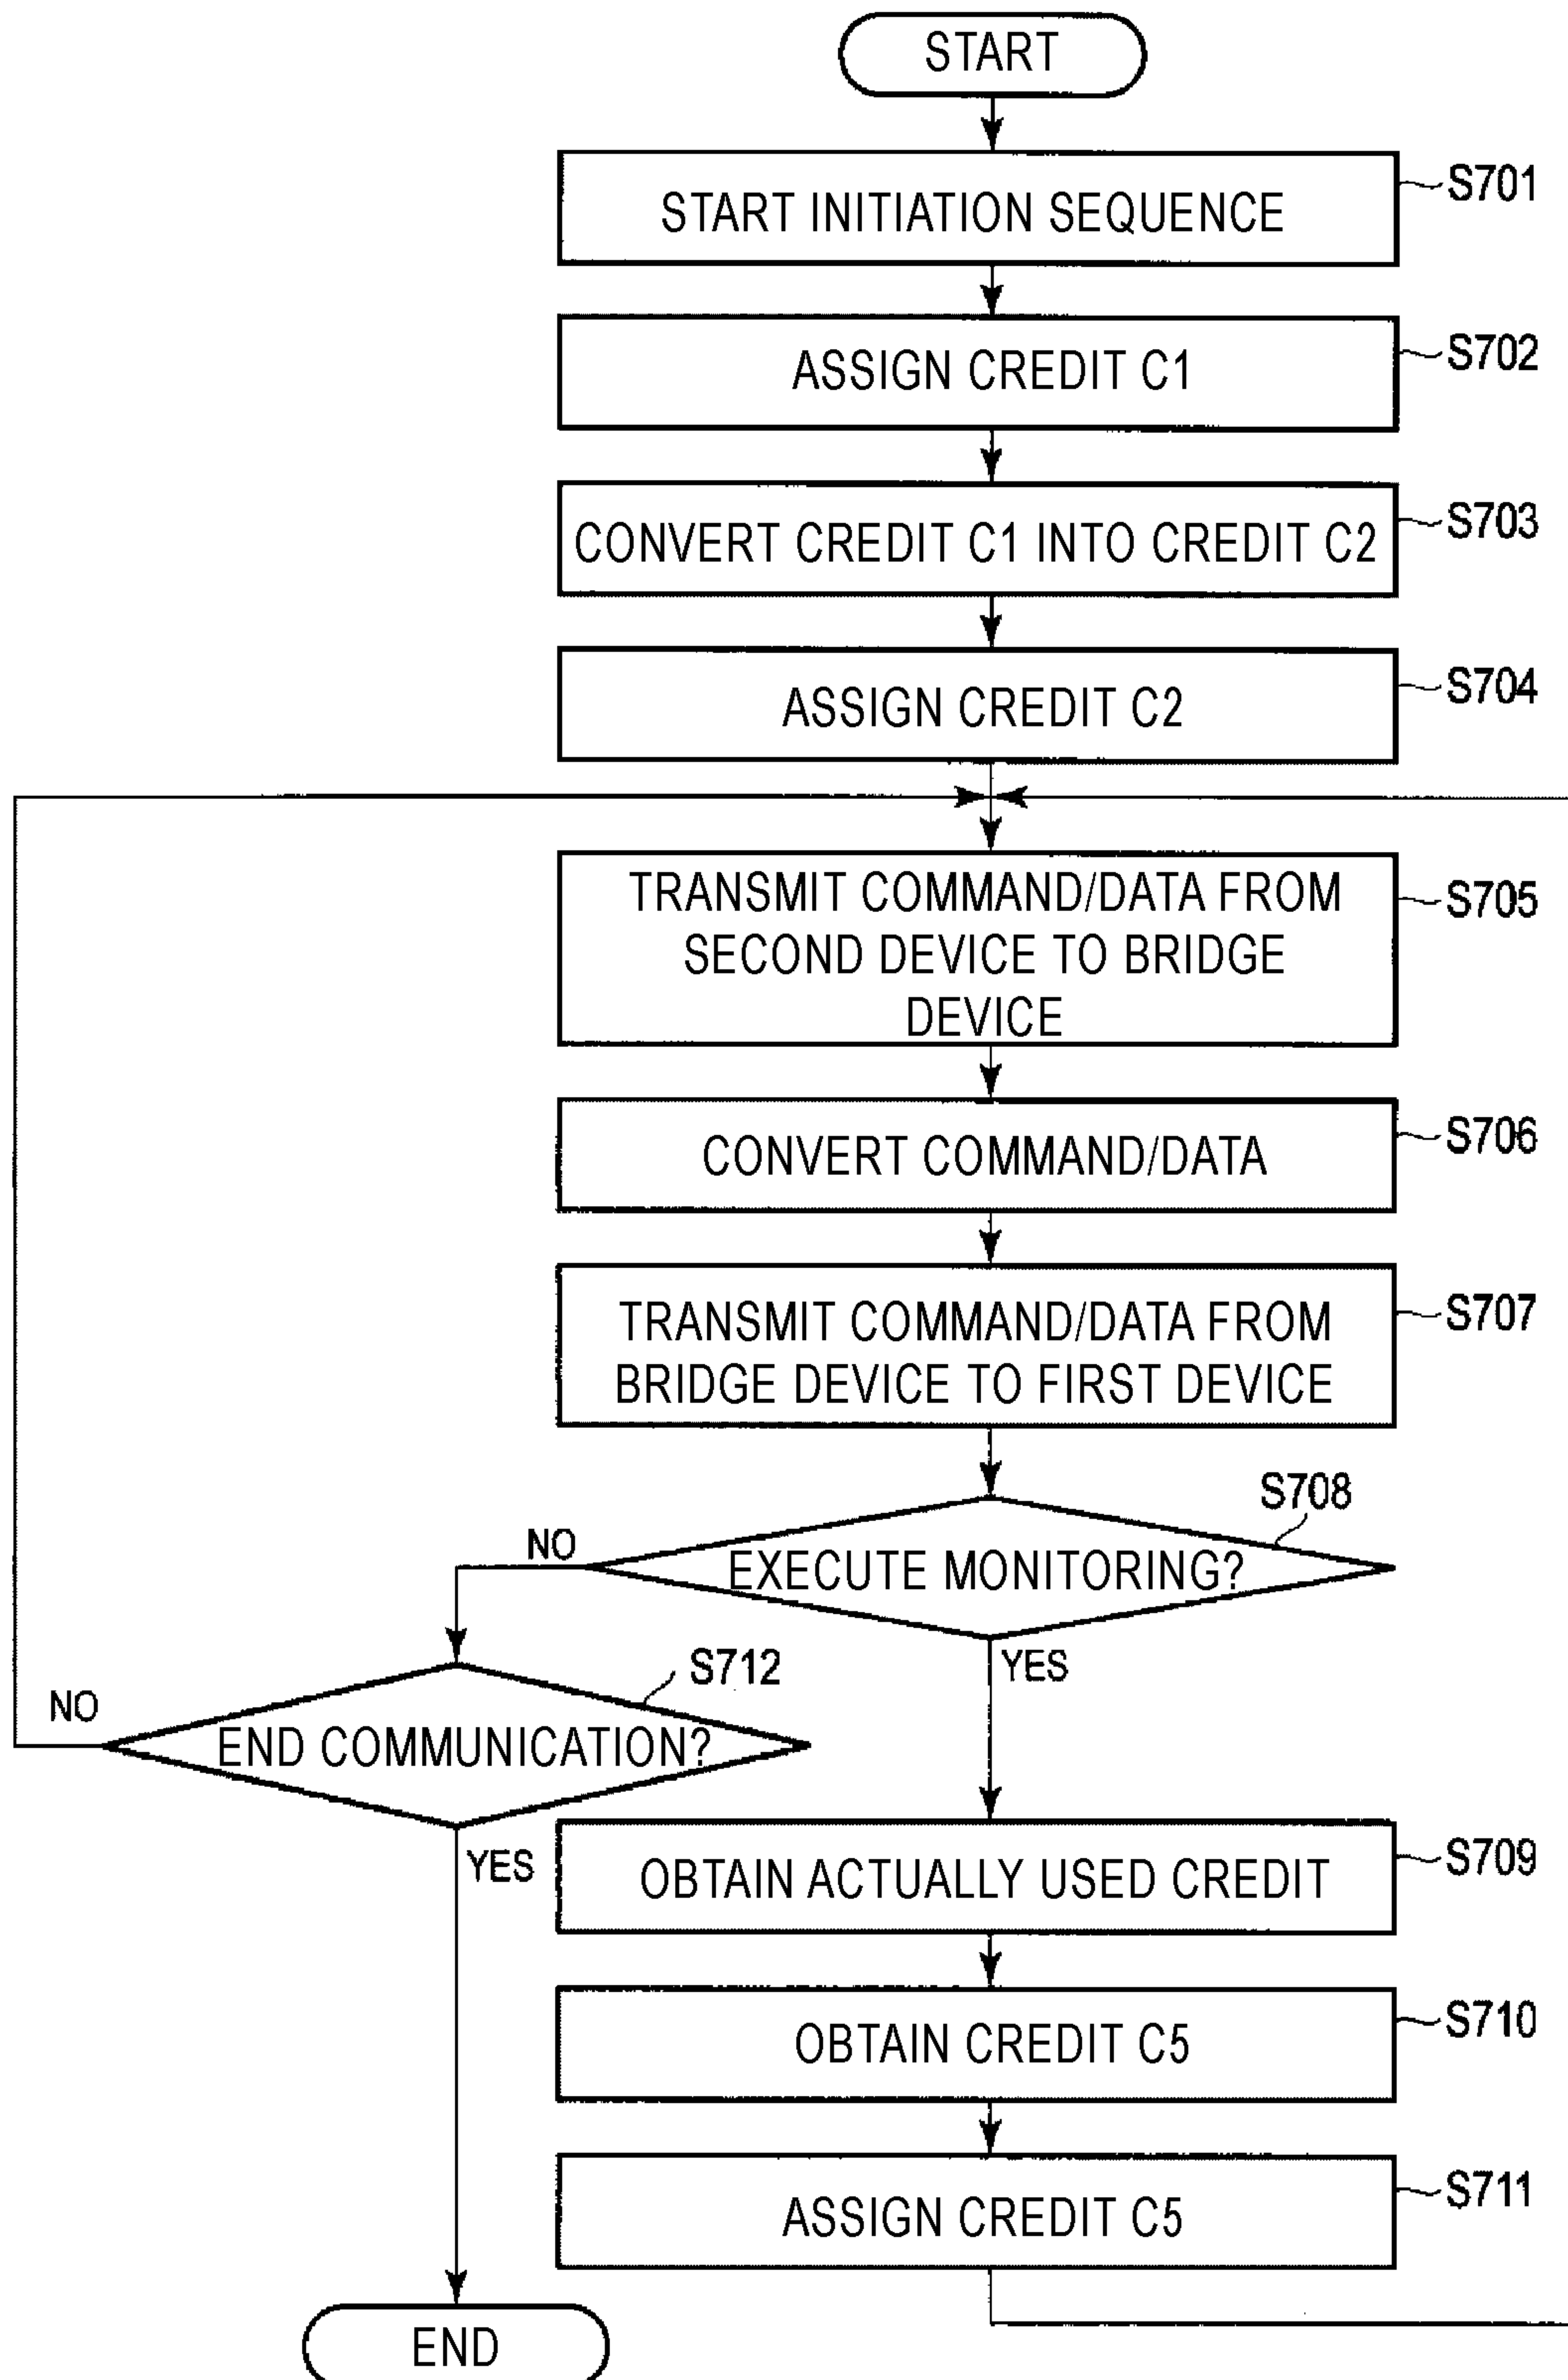 START
START INITIATION SEQUENCE
S701
ASSIGN CREDIT C1
S702
CONVERT CREDIT C1 INTO CREDIT C2
S703
ASSIGN CREDIT C2
S704
TRANSMIT COMMAND/DATA FROM
SECOND DEVICE TO BRIDGE
DEVICE
S705
CONVERT COMMAND/DATA
S706
TRANSMIT COMMAND/DATA FROM
BRIDGE DEVICE TO FIRST DEVICE
S707
S708
NO
EXECUTE MONITORING?
YES
S712
NO
END COMMUNICATION?
YES
OBTAIN ACTUALLY USED CREDIT
S709
OBTAIN CREDIT C5
S710
ASSIGN CREDIT C5
S711
END